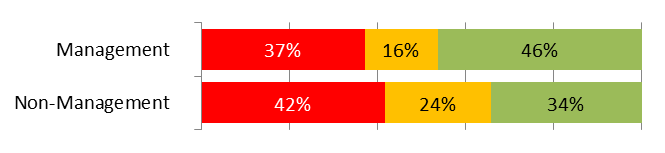 Management 37% 16% 46%
Non-Management 42% 24% 34%